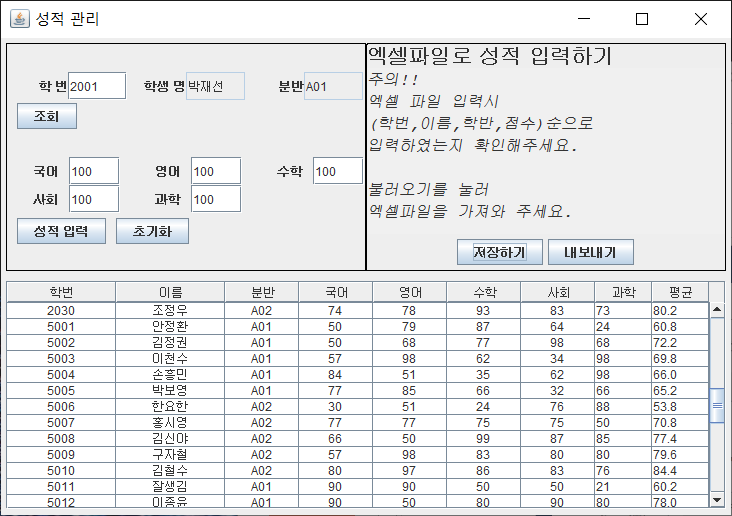 성적 관리
학 번 2001 학생 명 박재선 분반 A01
조회
국어 100 영어 100 수학 100
사회 100 과학 100
성적 입력 초기화
엑셀파일로 성적 입력하기
주의!!
엑셀 파일 입력시
(학번,이름,학반,점수)순으로
입력하였는지 확인해주세요.
불러오기를 눌러
엑셀파일을 가져와 주세요.
저장하기 내보내기
학번 이름 분반 국어 영어 수학 사회 과학 평균
2030 조정우 A02 74 78 93 83 73 80.2
5001 안정환 A01 50 79 87 64 24 60.8
5002 김정권 A01 50 68 77 98 68 72.2
5003 이천수 A01 57 98 62 34 98 69.8
5004 손흥민 A01 84 51 35 62 98 66.0
5005 박보영 A01 77 85 66 32 66 65.2
5006 한요한 A02 30 51 24 76 88 53.8
5007 홍시영 A02 77 77 75 75 50 70.8
5008 김신야 A02 66 50 99 87 85 77.4
5009 구자철 A02 57 98 83 80 80 79.6
5010 김철수 A02 80 97 86 83 76 84.4
5011 잘생김 A01 90 90 50 50 21 60.2
5012 이종윤 A01 90 50 80 90 80 78.0